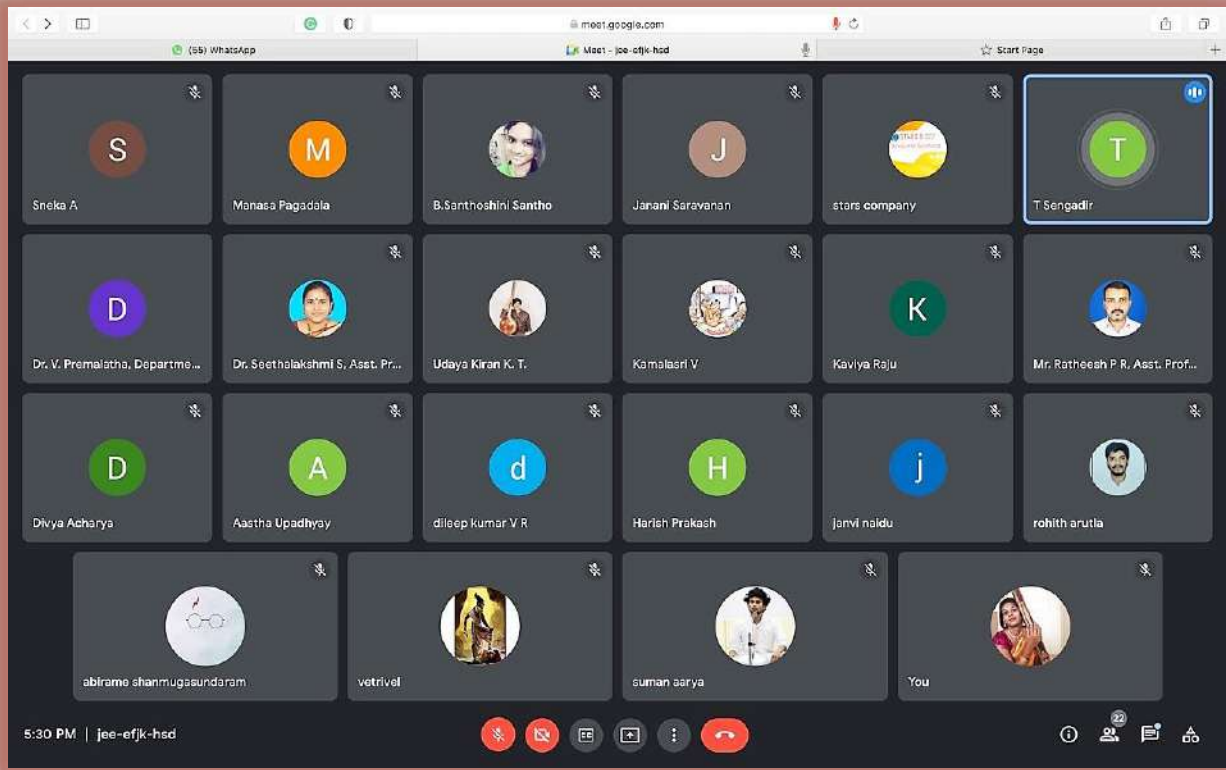 meet.google.com
(55) WhatsApp
Meet - jee-efjk-hsd
Start Page
S
M
J
T
Sneka A
Manasa Pagadala
B.Santhoshini Santho
Janani Saravanan
stars company
T Sengadir
D
K
Dr. V. Premalatha, Departme...
Dr. Seethalakshmi S, Asst. Pr...
Udaya Kiran K. T.
Kamalasri V
Kaviya Raju
Mr. Ratheesh P R, Asst. Prof...
D
A
d
H
j
Divya Acharya
Aastha Upadhyay
dileep kumar V R
Harish Prakash
janvi naidu
rohith arutla
abirame shanmugasundaram
vetrivel
suman aarya
You
5:30 PM | jee-efjk-hsd
22